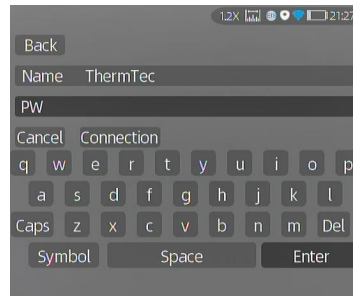 1.2X 21:27
Back
Name ThermTec
PW
Cancel Connection
q w e r t y u i o p
a s d f g h j k l
Caps z x c v b n m Del
Symbol Space Enter